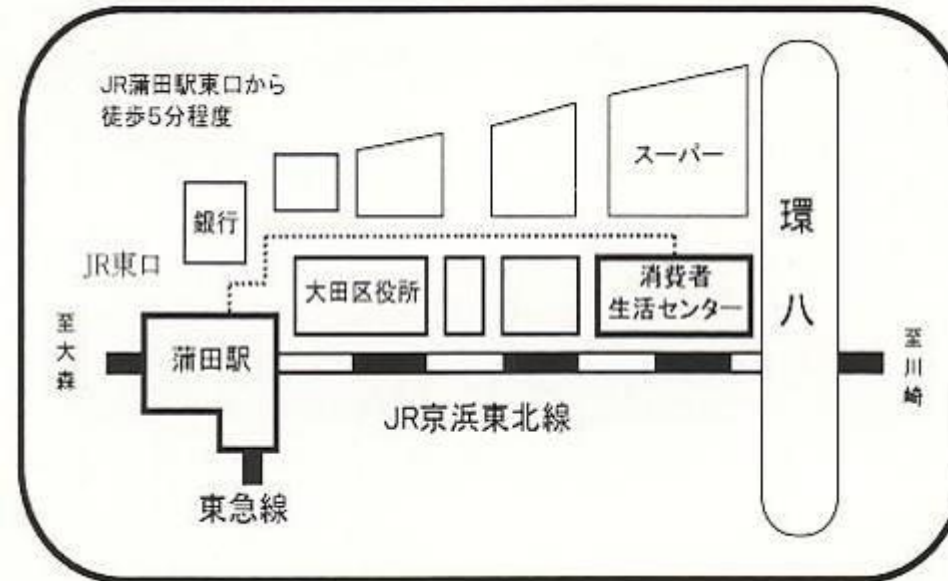 JR蒲田駅東口から
徒歩5分程度
スーパー
銀行
環八
JR東口
大田区役所
消費者
生活センター
至大森
蒲田駅
至川崎
JR京浜東北線
東急線